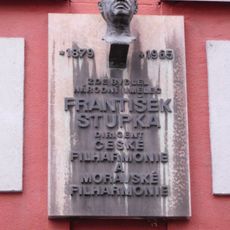 *1879 †1965
ZDE BYDLEL
NÁRODNÍ UMĚLEC
FRANTIŠEK
STUPKA
DIRIGENT
ČESKÉ
FILHARMONIE
A
MORAVSKÉ
FILHARMONIE